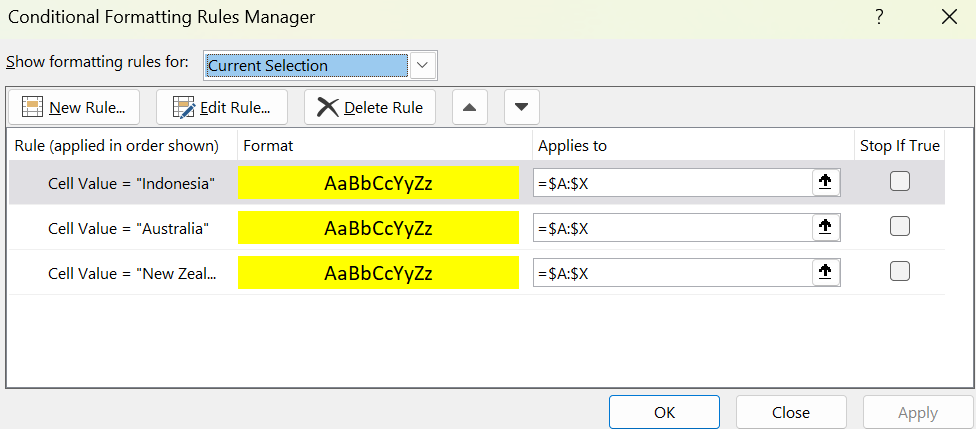 Conditional Formatting Rules Manager ?
Show formatting rules for: Current Selection
New Rule... Edit Rule... Delete Rule
Rule (applied in order shown) Format Applies to Stop If True
Cell Value = "Indonesia" AaBbCcYyZz =$A:$X
Cell Value = "Australia" AaBbCcYyZz =$A:$X
Cell Value = "New Zeal... AaBbCcYyZz =$A:$X
OK Close Apply